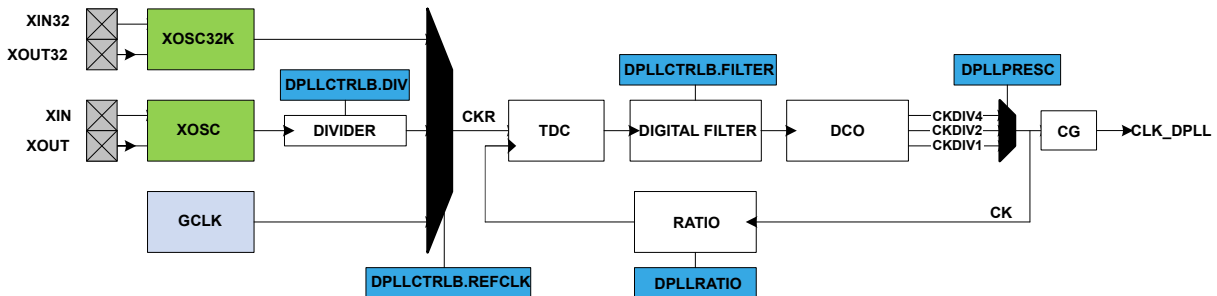 XIN32
XOUT32
XOSC32K
XIN
XOUT
XOSC
DPLLCTRLB.DIV
DIVIDER
GCLK
DPLLCTRLB.REFCLK
CKR
TDC
DPLLCTRLB.FILTER
DIGITAL FILTER
DCO
CKDIV4
CKDIV2
CKDIV1
DPLLPRESC
CG
CLK_DPLL
CK
RATIO
DPLLRATIO